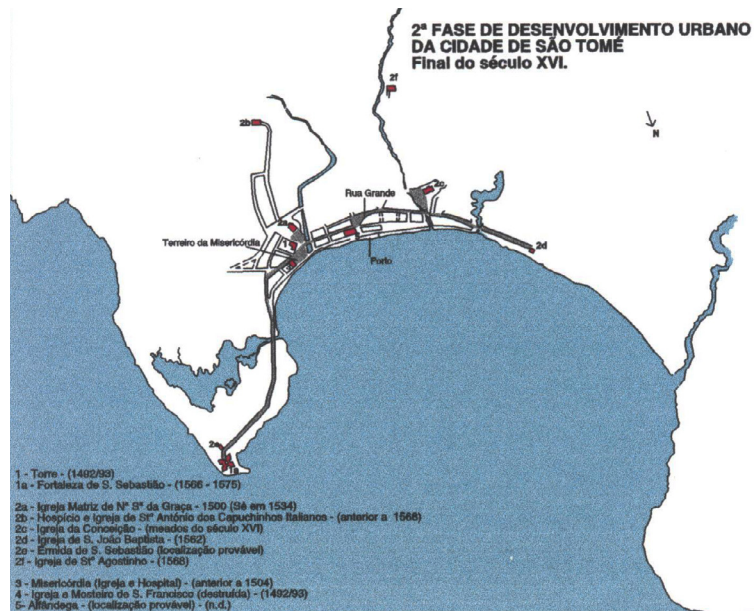 2ª FASE DE DESENVOLVIMENTO URBANO
DA CIDADE DE SÃO TOMÉ
Final do século XVI.
2f
N
2b
2c
Rua Grande
2a
1
Terreiro da Misericórdia
Porto
2d
2e
1a
1 - Torre - (1492/93)
1a - Fortaleza de S. Sebastião - (1566 - 1575)
2a - Igreja Matriz de Nª Sª da Graça - 1500 (Sé em 1534)
2b - Hospício e Igreja de Stº António dos Capuchinhos Italianos - (anterior a 1568)
2c - Igreja da Conceição - (meados do século XVI)
2d - Igreja de S. João Baptista - (1562)
2e - Ermida de S. Sebastião (localização provável)
2f - Igreja de Stº Agostinho - (1568)
3 - Misericórdia (Igreja e Hospital) - (anterior a 1504)
4 - Igreja e Mosteiro de S. Francisco (destruída) - (1492/93)
5- Alfândega - (localização provável) - (n.d.)